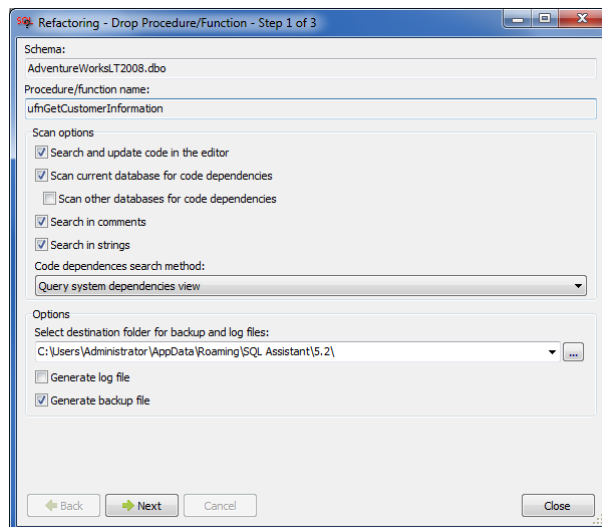 Refactoring - Drop Procedure/Function - Step 1 of 3
Schema:
AdventureWorksLT2008.dbo
Procedure/function name:
ufnGetCustomerInformation
Scan options
Search and update code in the editor
Scan current database for code dependencies
Scan other databases for code dependencies
Search in comments
Search in strings
Code dependences search method:
Query system dependencies view
Options
Select destination folder for backup and log files:
C:\Users\Administrator\AppData\Roaming\SQL Assistant\5.2\
...
Generate log file
Generate backup file
Back Next Cancel Close